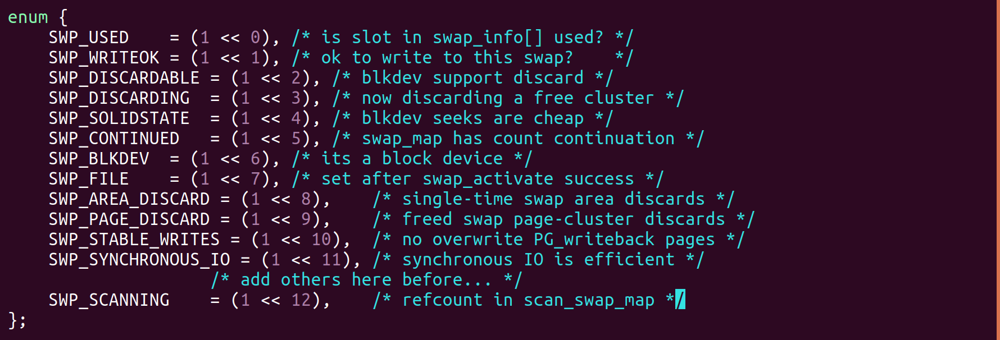 enum {
    SWP_USED    = (1 << 0), /* is slot in swap_info[] used? */
    SWP_WRITEOK = (1 << 1), /* ok to write to this swap?    */
    SWP_DISCARDABLE = (1 << 2), /* blkdev support discard */
    SWP_DISCARDING  = (1 << 3), /* now discarding a free cluster */
    SWP_SOLIDSTATE  = (1 << 4), /* blkdev seeks are cheap */
    SWP_CONTINUED   = (1 << 5), /* swap_map has count continuation */
    SWP_BLKDEV  = (1 << 6), /* its a block device */
    SWP_FILE    = (1 << 7), /* set after swap_activate success */
    SWP_AREA_DISCARD = (1 << 8),    /* single-time swap area discards */
    SWP_PAGE_DISCARD = (1 << 9),    /* freed swap page-cluster discards */
    SWP_STABLE_WRITES = (1 << 10),  /* no overwrite PG_writeback pages */
    SWP_SYNCHRONOUS_IO = (1 << 11), /* synchronous IO is efficient */
                    /* add others here before... */
    SWP_SCANNING    = (1 << 12),    /* refcount in scan_swap_map */
};